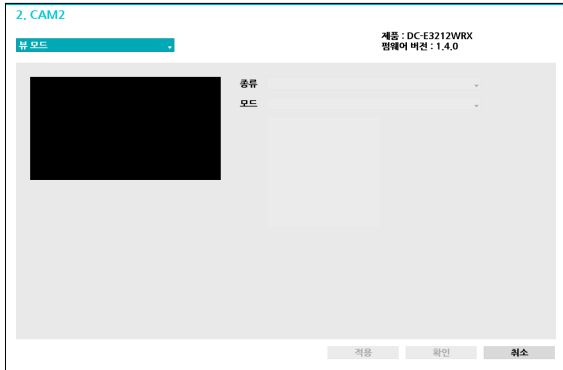 2. CAM2
제품 : DC-E3212WRX
뷰 모드
펌웨어 버전 : 1.4.0
종류
모드
적용
확인
취소